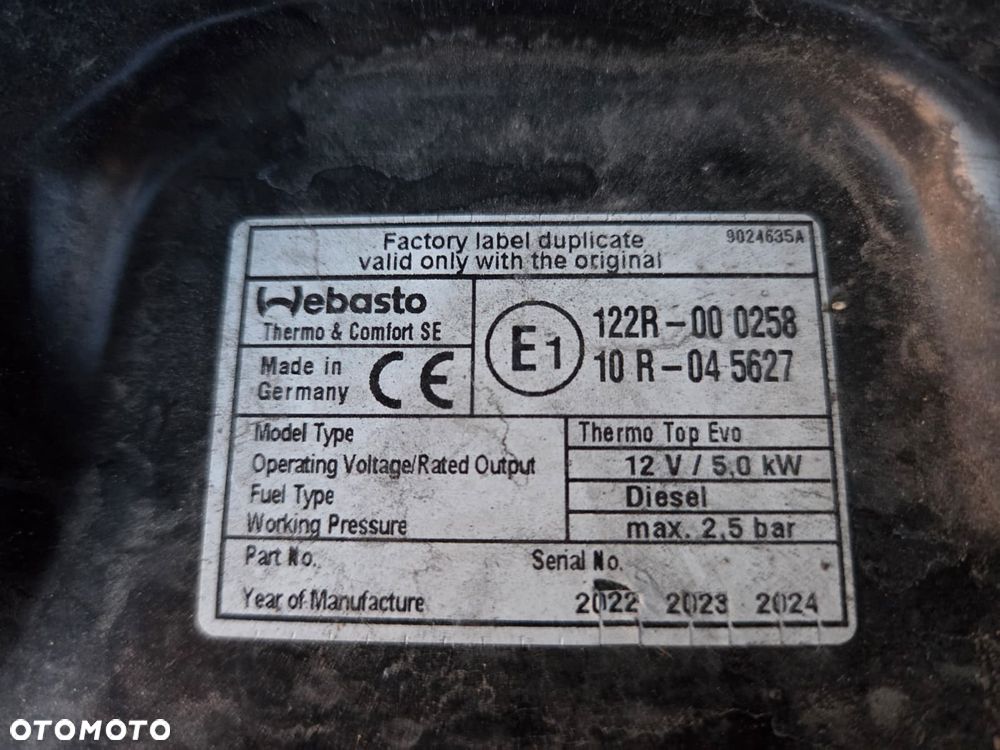 Factory label duplicate
valid only with the original
9024635A
Webasto
Thermo & Comfort SE
Made in
Germany
CE
E1
122R-00 0258
10 R-04 5627
Model Type Thermo Top Evo
Operating Voltage/Rated Output 12 V / 5,0 kW
Fuel Type Diesel
Working Pressure max. 2,5 bar
Part No. Serial No.
Year of Manufacture 2022 2023 2024
OTOMOTO